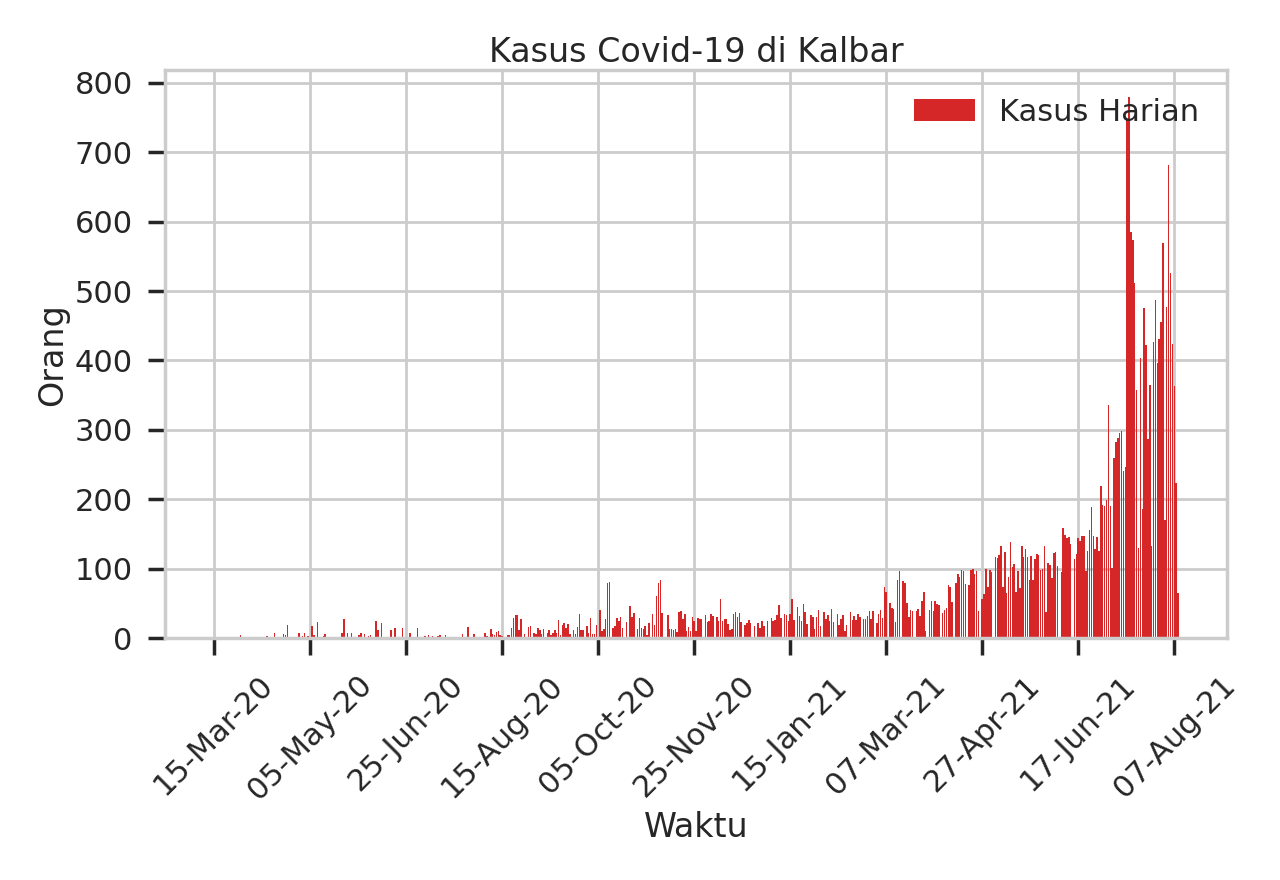 Kasus Covid-19 di Kalbar
Kasus Harian
800
700
600
500
400
300
200
100
0
Orang
15-Mar-20
05-May-20
25-Jun-20
15-Aug-20
05-Oct-20
25-Nov-20
15-Jan-21
07-Mar-21
27-Apr-21
17-Jun-21
07-Aug-21
Waktu